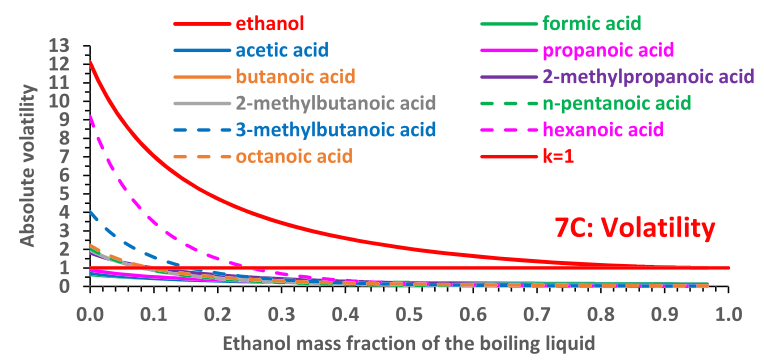 ethanol formic acid
acetic acid propanoic acid
butanoic acid 2-methylpropanoic acid
2-methylbutanoic acid n-pentanoic acid
3-methylbutanoic acid hexanoic acid
octanoic acid k=1
13
12
11
10
9
8
7
6
5
4
3
2
1
0
Absolute volatility
7C: Volatility
0.0 0.1 0.2 0.3 0.4 0.5 0.6 0.7 0.8 0.9 1.0
Ethanol mass fraction of the boiling liquid